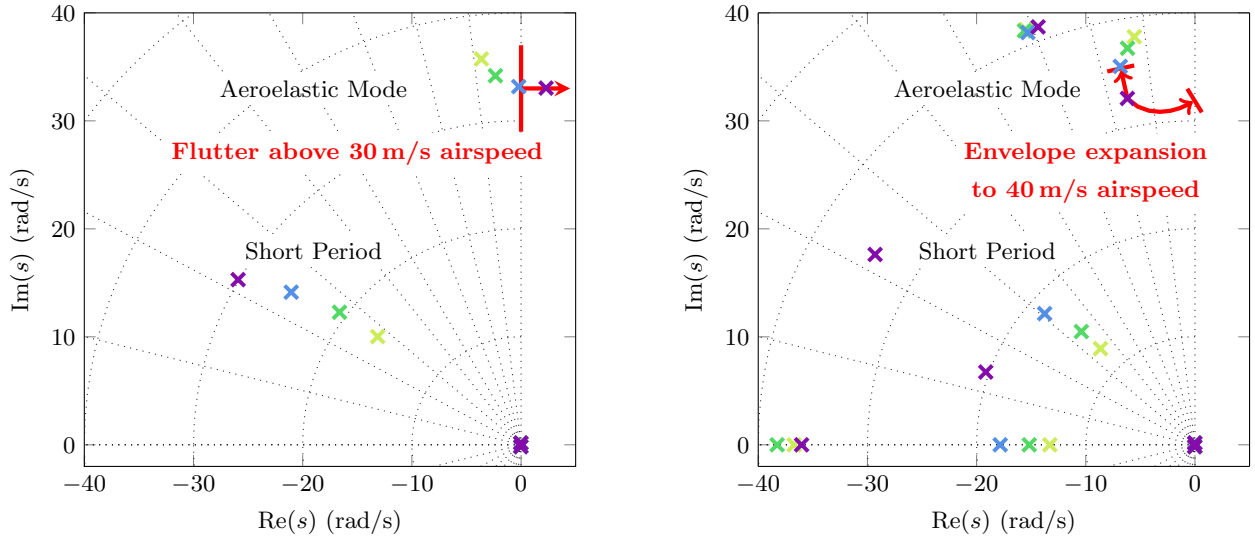 40
30
20
10
0
Im(s) (rad/s)
Aeroelastic Mode
Flutter above 30 m/s airspeed
Short Period
−40
−30
−20
−10
0
Re(s) (rad/s)
40
30
20
10
0
Im(s) (rad/s)
Aeroelastic Mode
Envelope expansion
to 40 m/s airspeed
Short Period
−40
−30
−20
−10
0
Re(s) (rad/s)